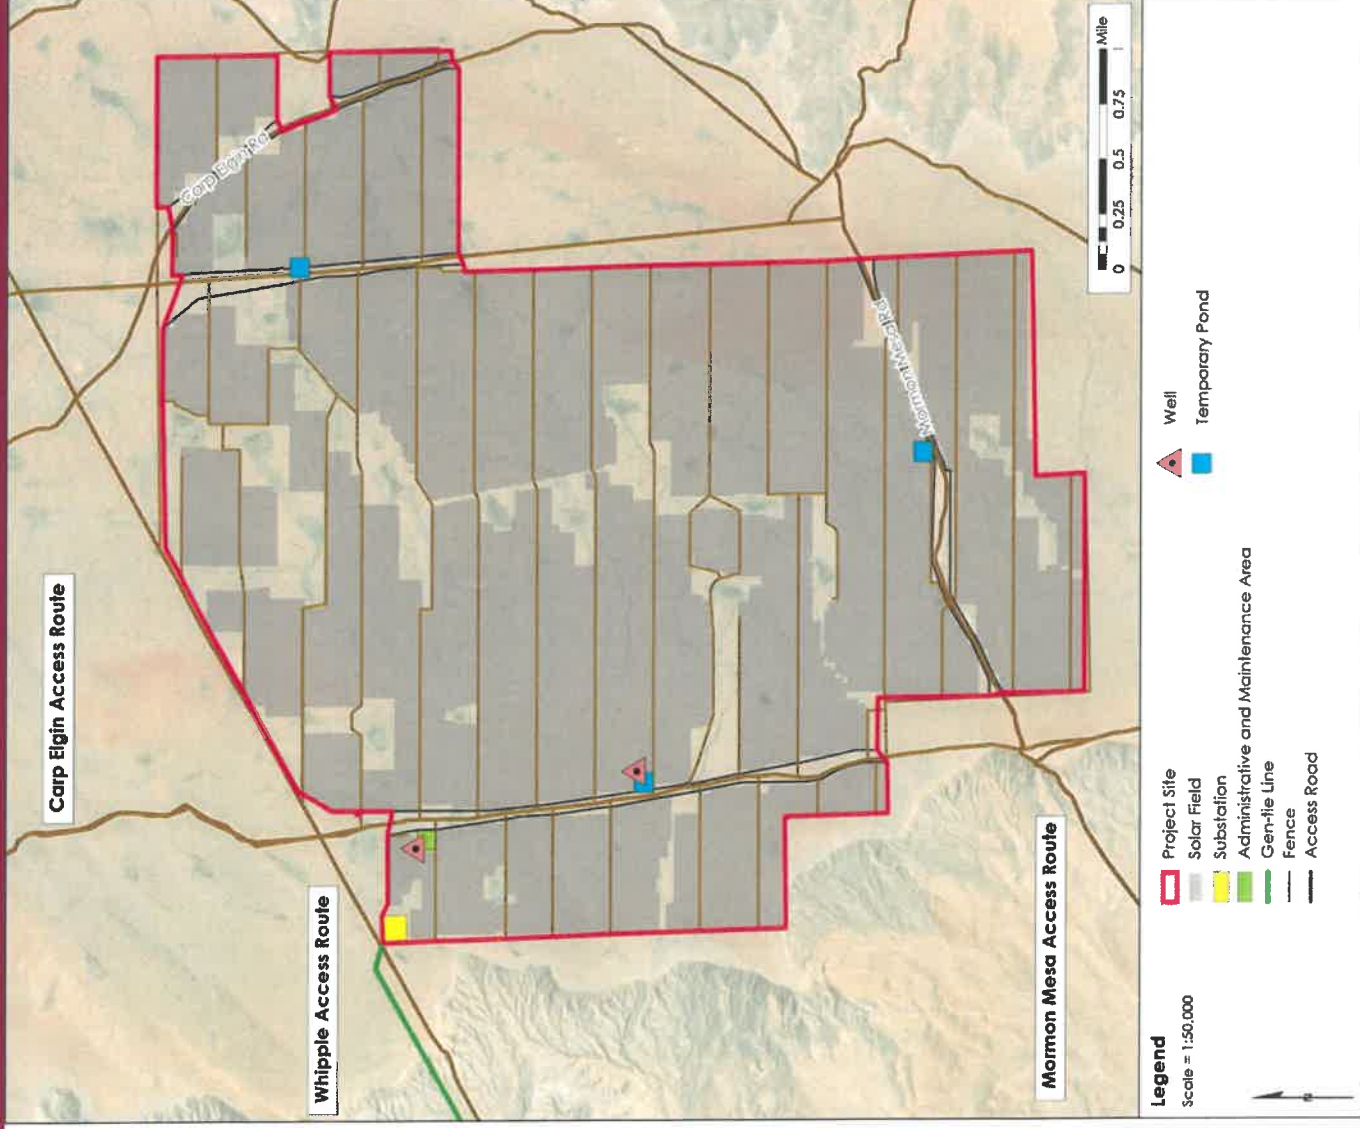 Carp Elgin Access Route
Whipple Access Route
Mormon Mesa Access Route
Carp Elgin Rd
Mormon Mesa Rd
0 0.25 0.5 0.75 1
Mile
Legend
Scale = 1:50,000
Project Site
Solar Field
Substation
Administrative and Maintenance Area
Gen-tie Line
Fence
Access Road
Well
Temporary Pond